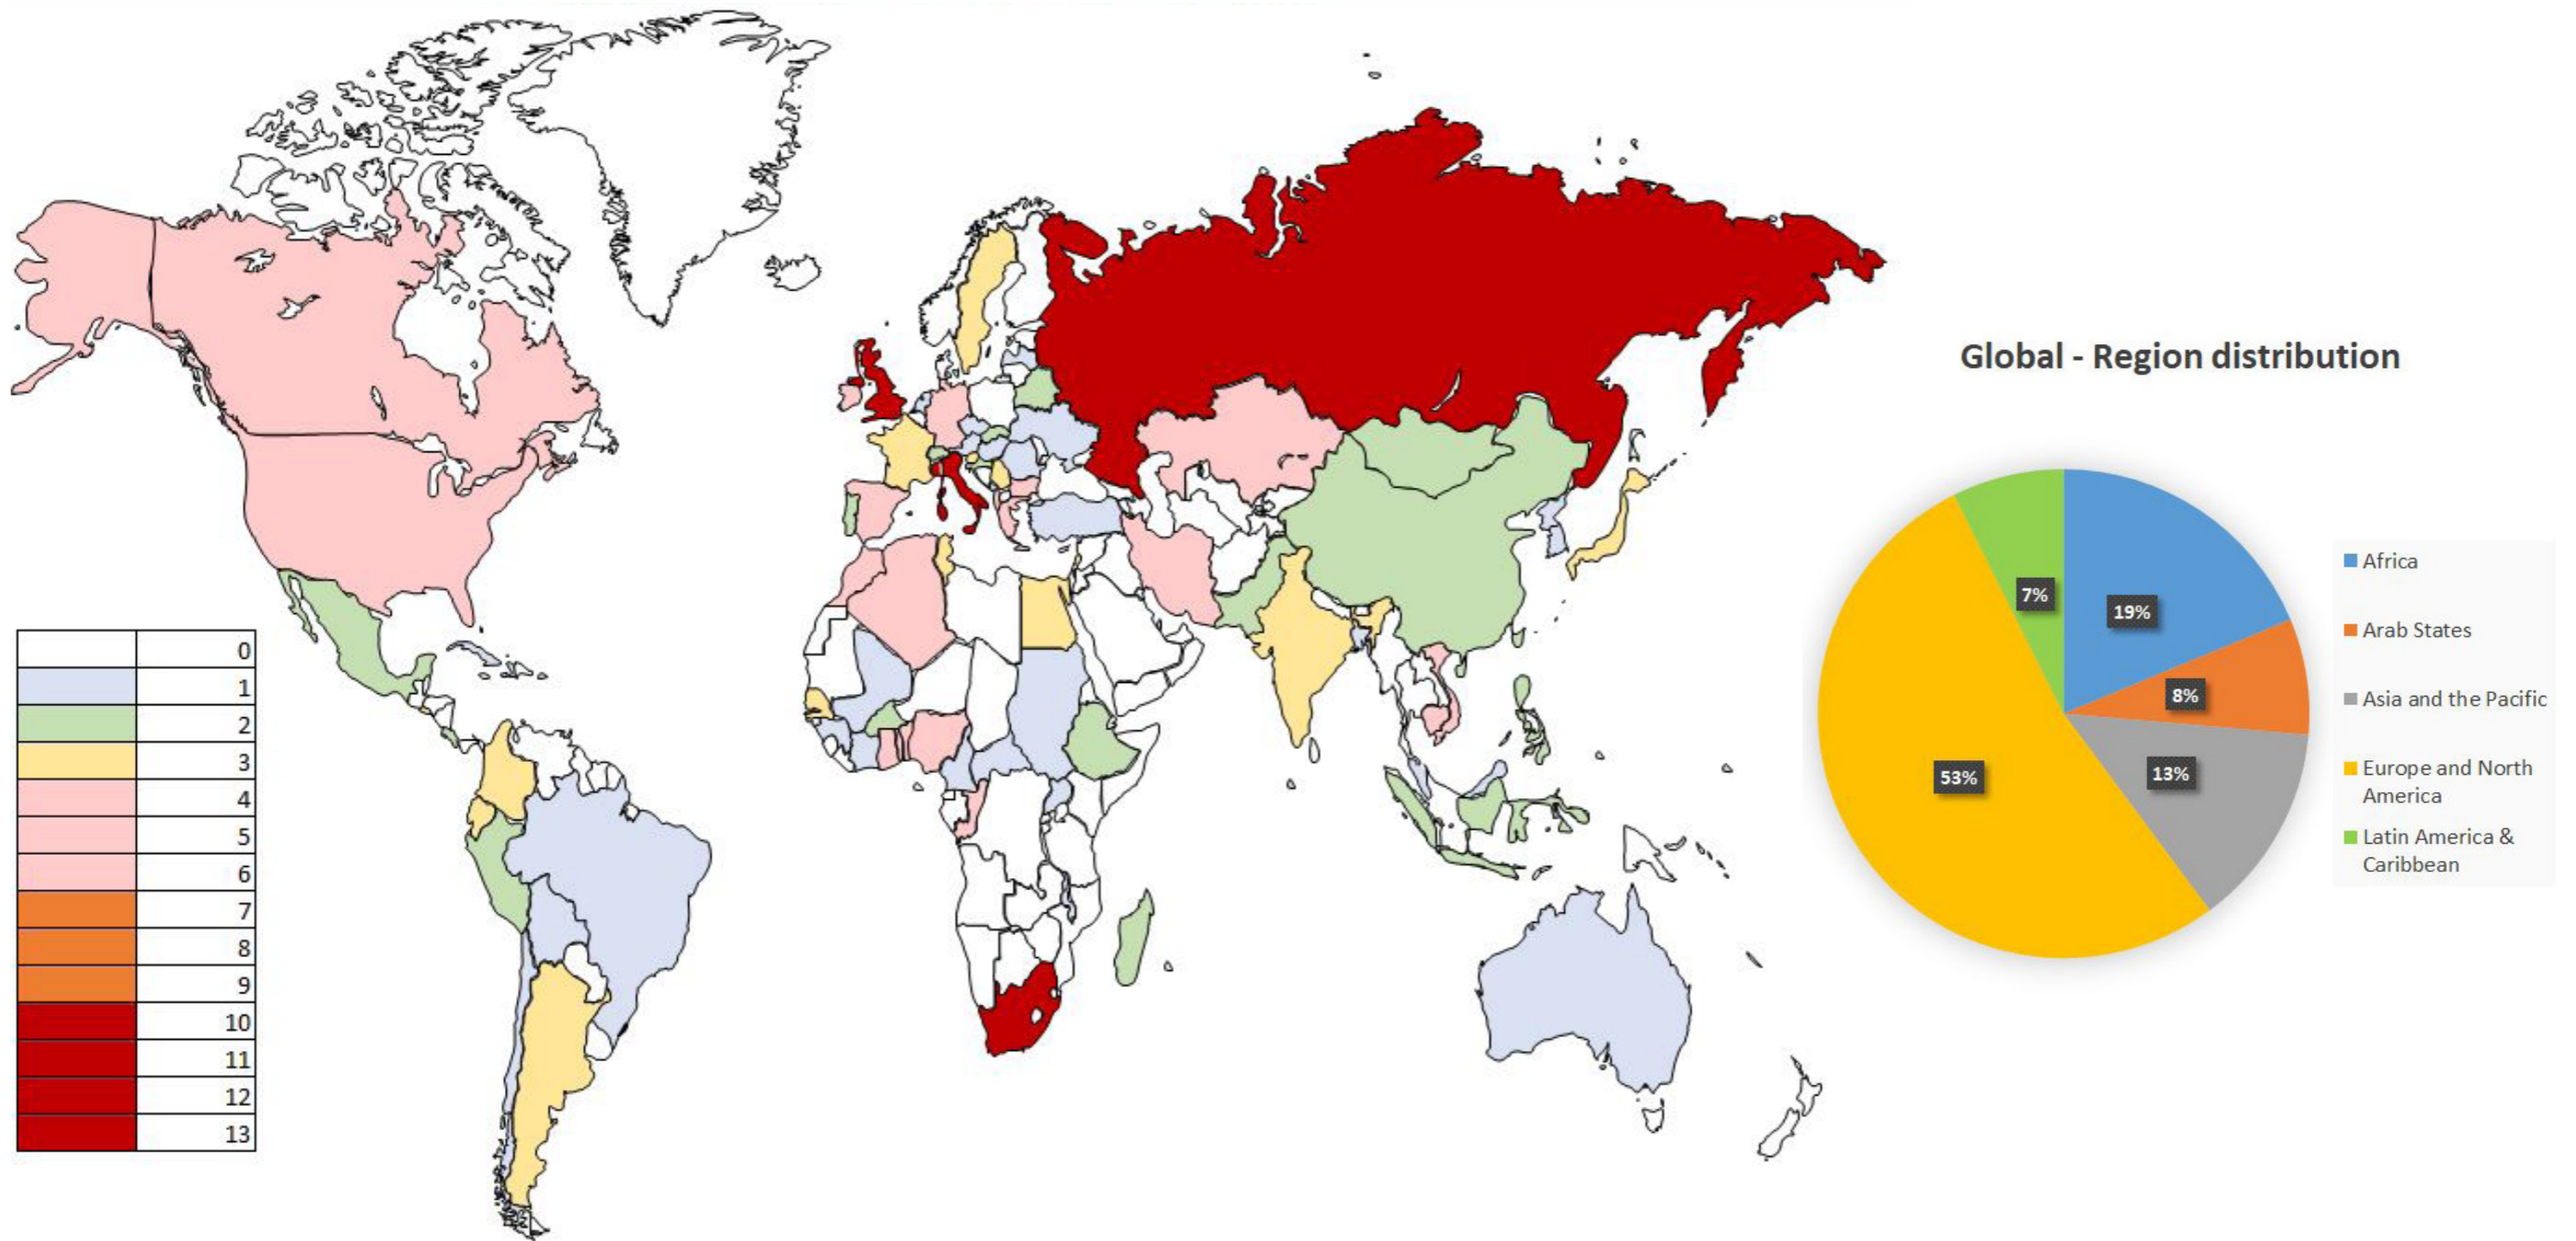 Global - Region distribution
0
1
2
3
4
5
6
7
8
9
10
11
12
13
7%
19%
8%
13%
53%
Africa
Arab States
Asia and the Pacific
Europe and North
America
Latin America &
Caribbean